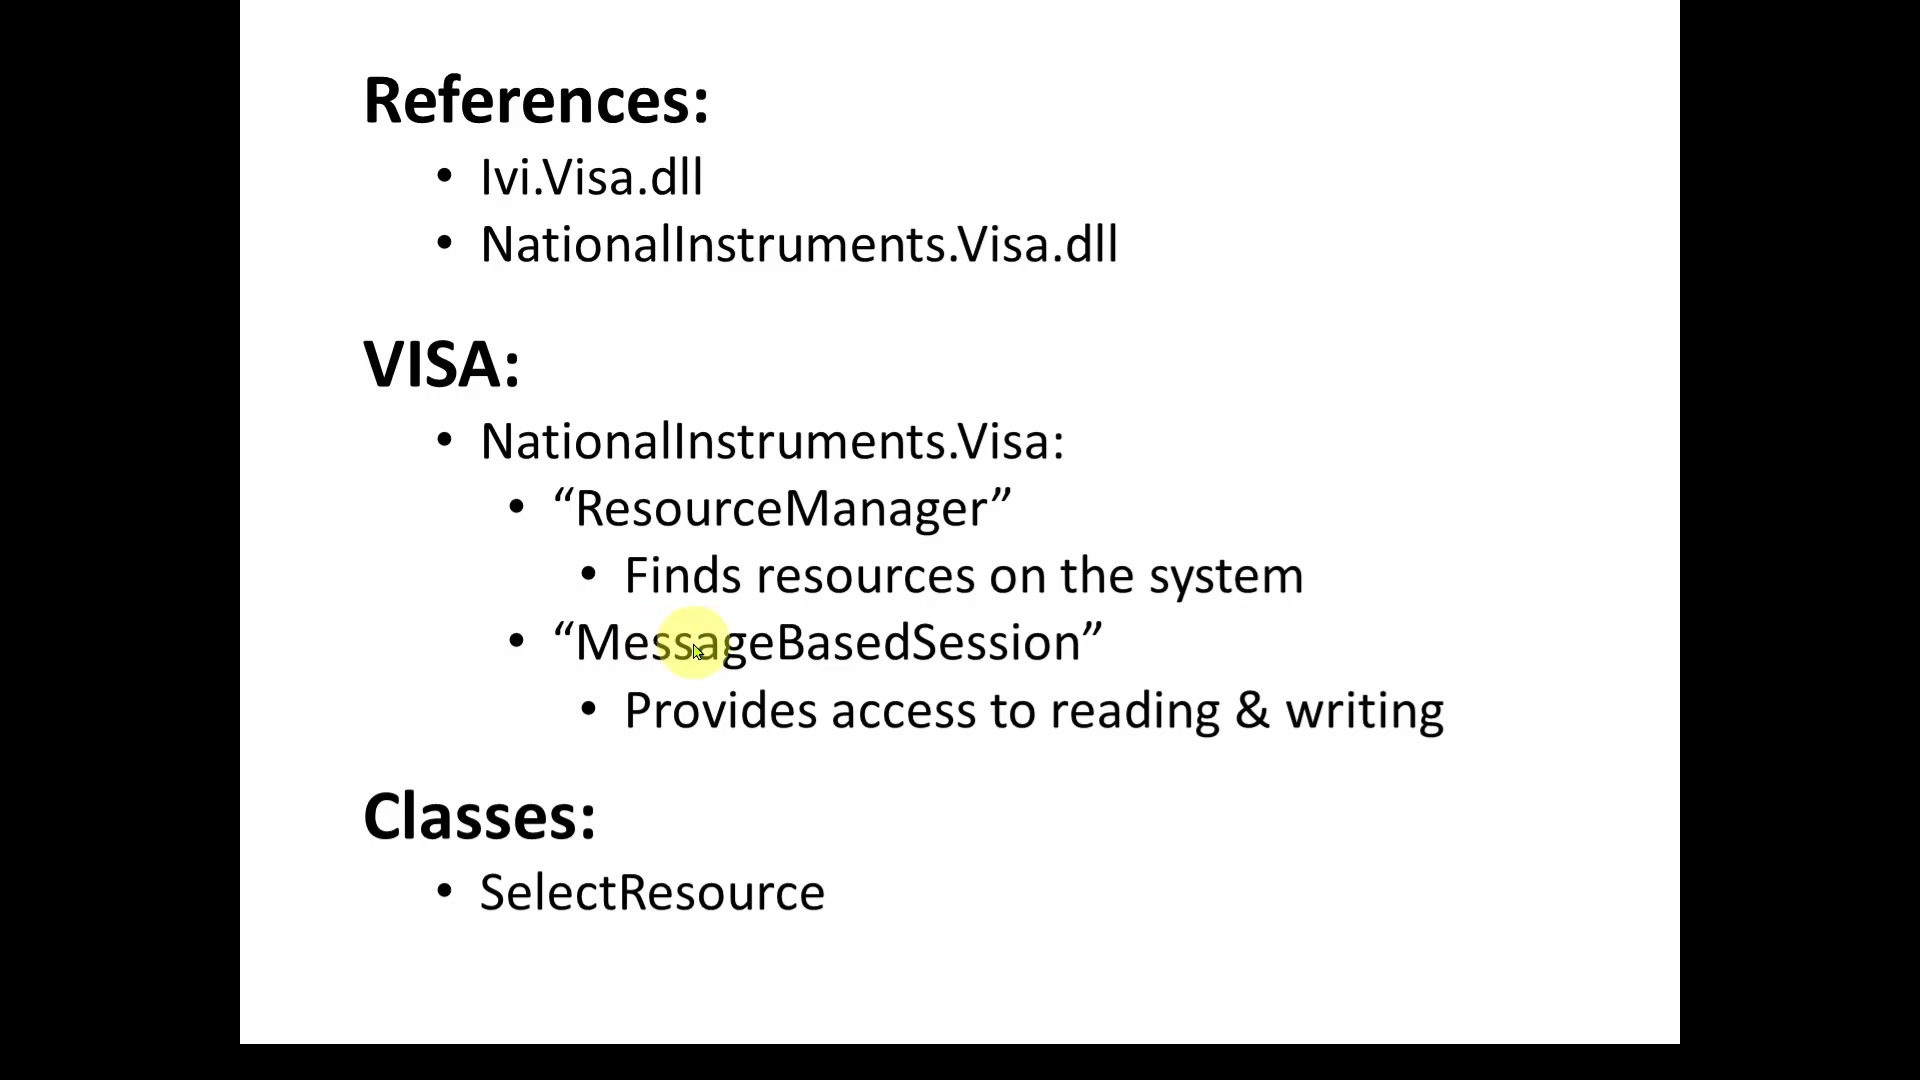 References:
• Ivi.Visa.dll
• NationalInstruments.Visa.dll
VISA:
• NationalInstruments.Visa:
• “ResourceManager”
• Finds resources on the system
• “MessageBasedSession”
• Provides access to reading & writing
Classes:
• SelectResource